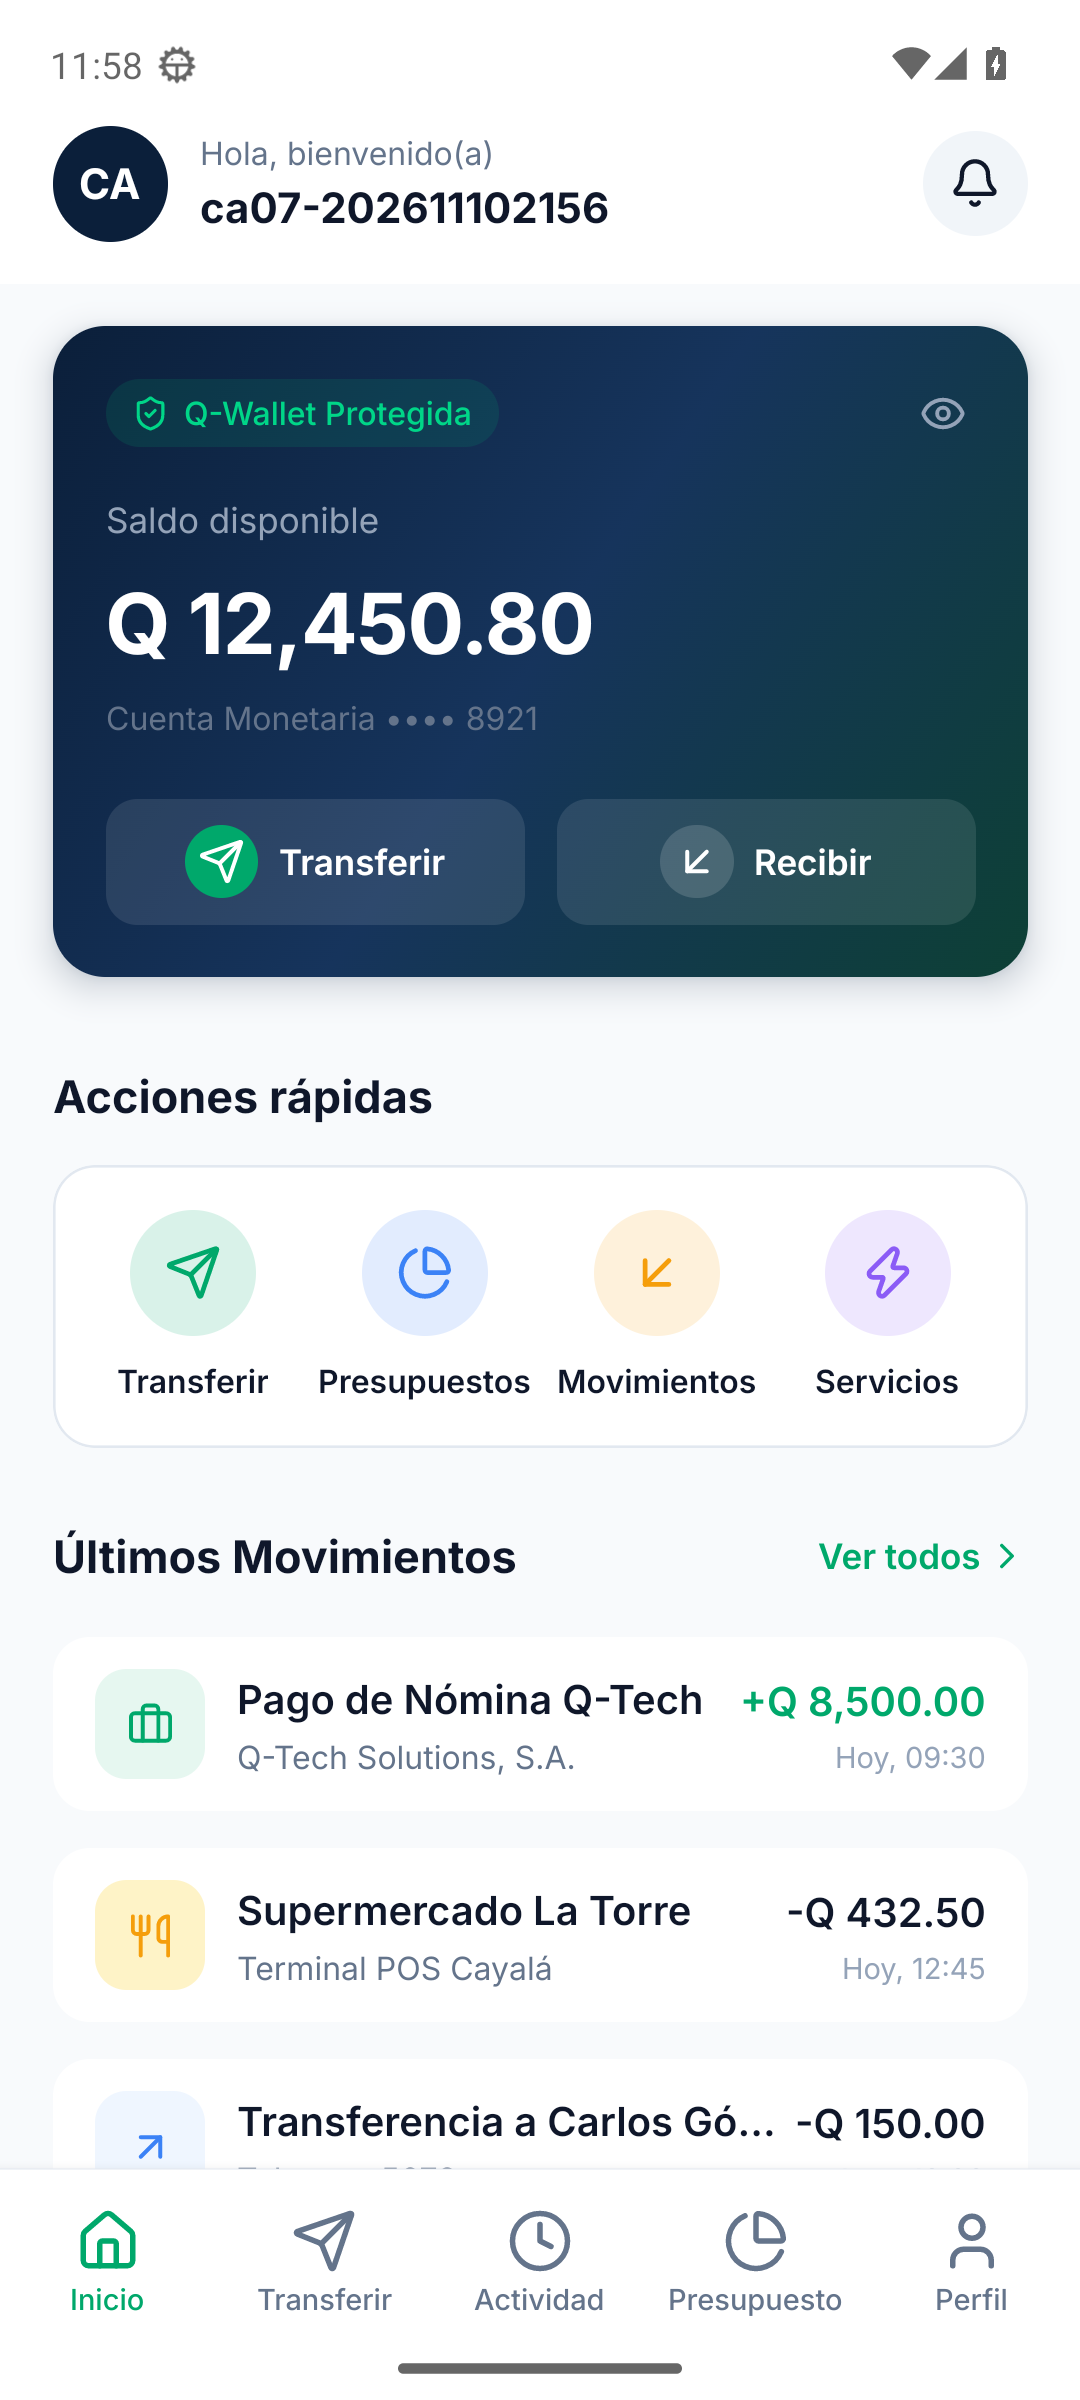 11:58
CA
Hola, bienvenido(a)
ca07-202611102156
Q-Wallet Protegida
Saldo disponible
Q 12,450.80
Cuenta Monetaria •••• 8921
Transferir
Recibir
Acciones rápidas
Transferir
Presupuestos
Movimientos
Servicios
Últimos Movimientos
Ver todos
Pago de Nómina Q-Tech
+Q 8,500.00
Q-Tech Solutions, S.A.
Hoy, 09:30
Supermercado La Torre
-Q 432.50
Terminal POS Cayalá
Hoy, 12:45
Transferencia a Carlos Gó...
-Q 150.00
Inicio
Transferir
Actividad
Presupuesto
Perfil